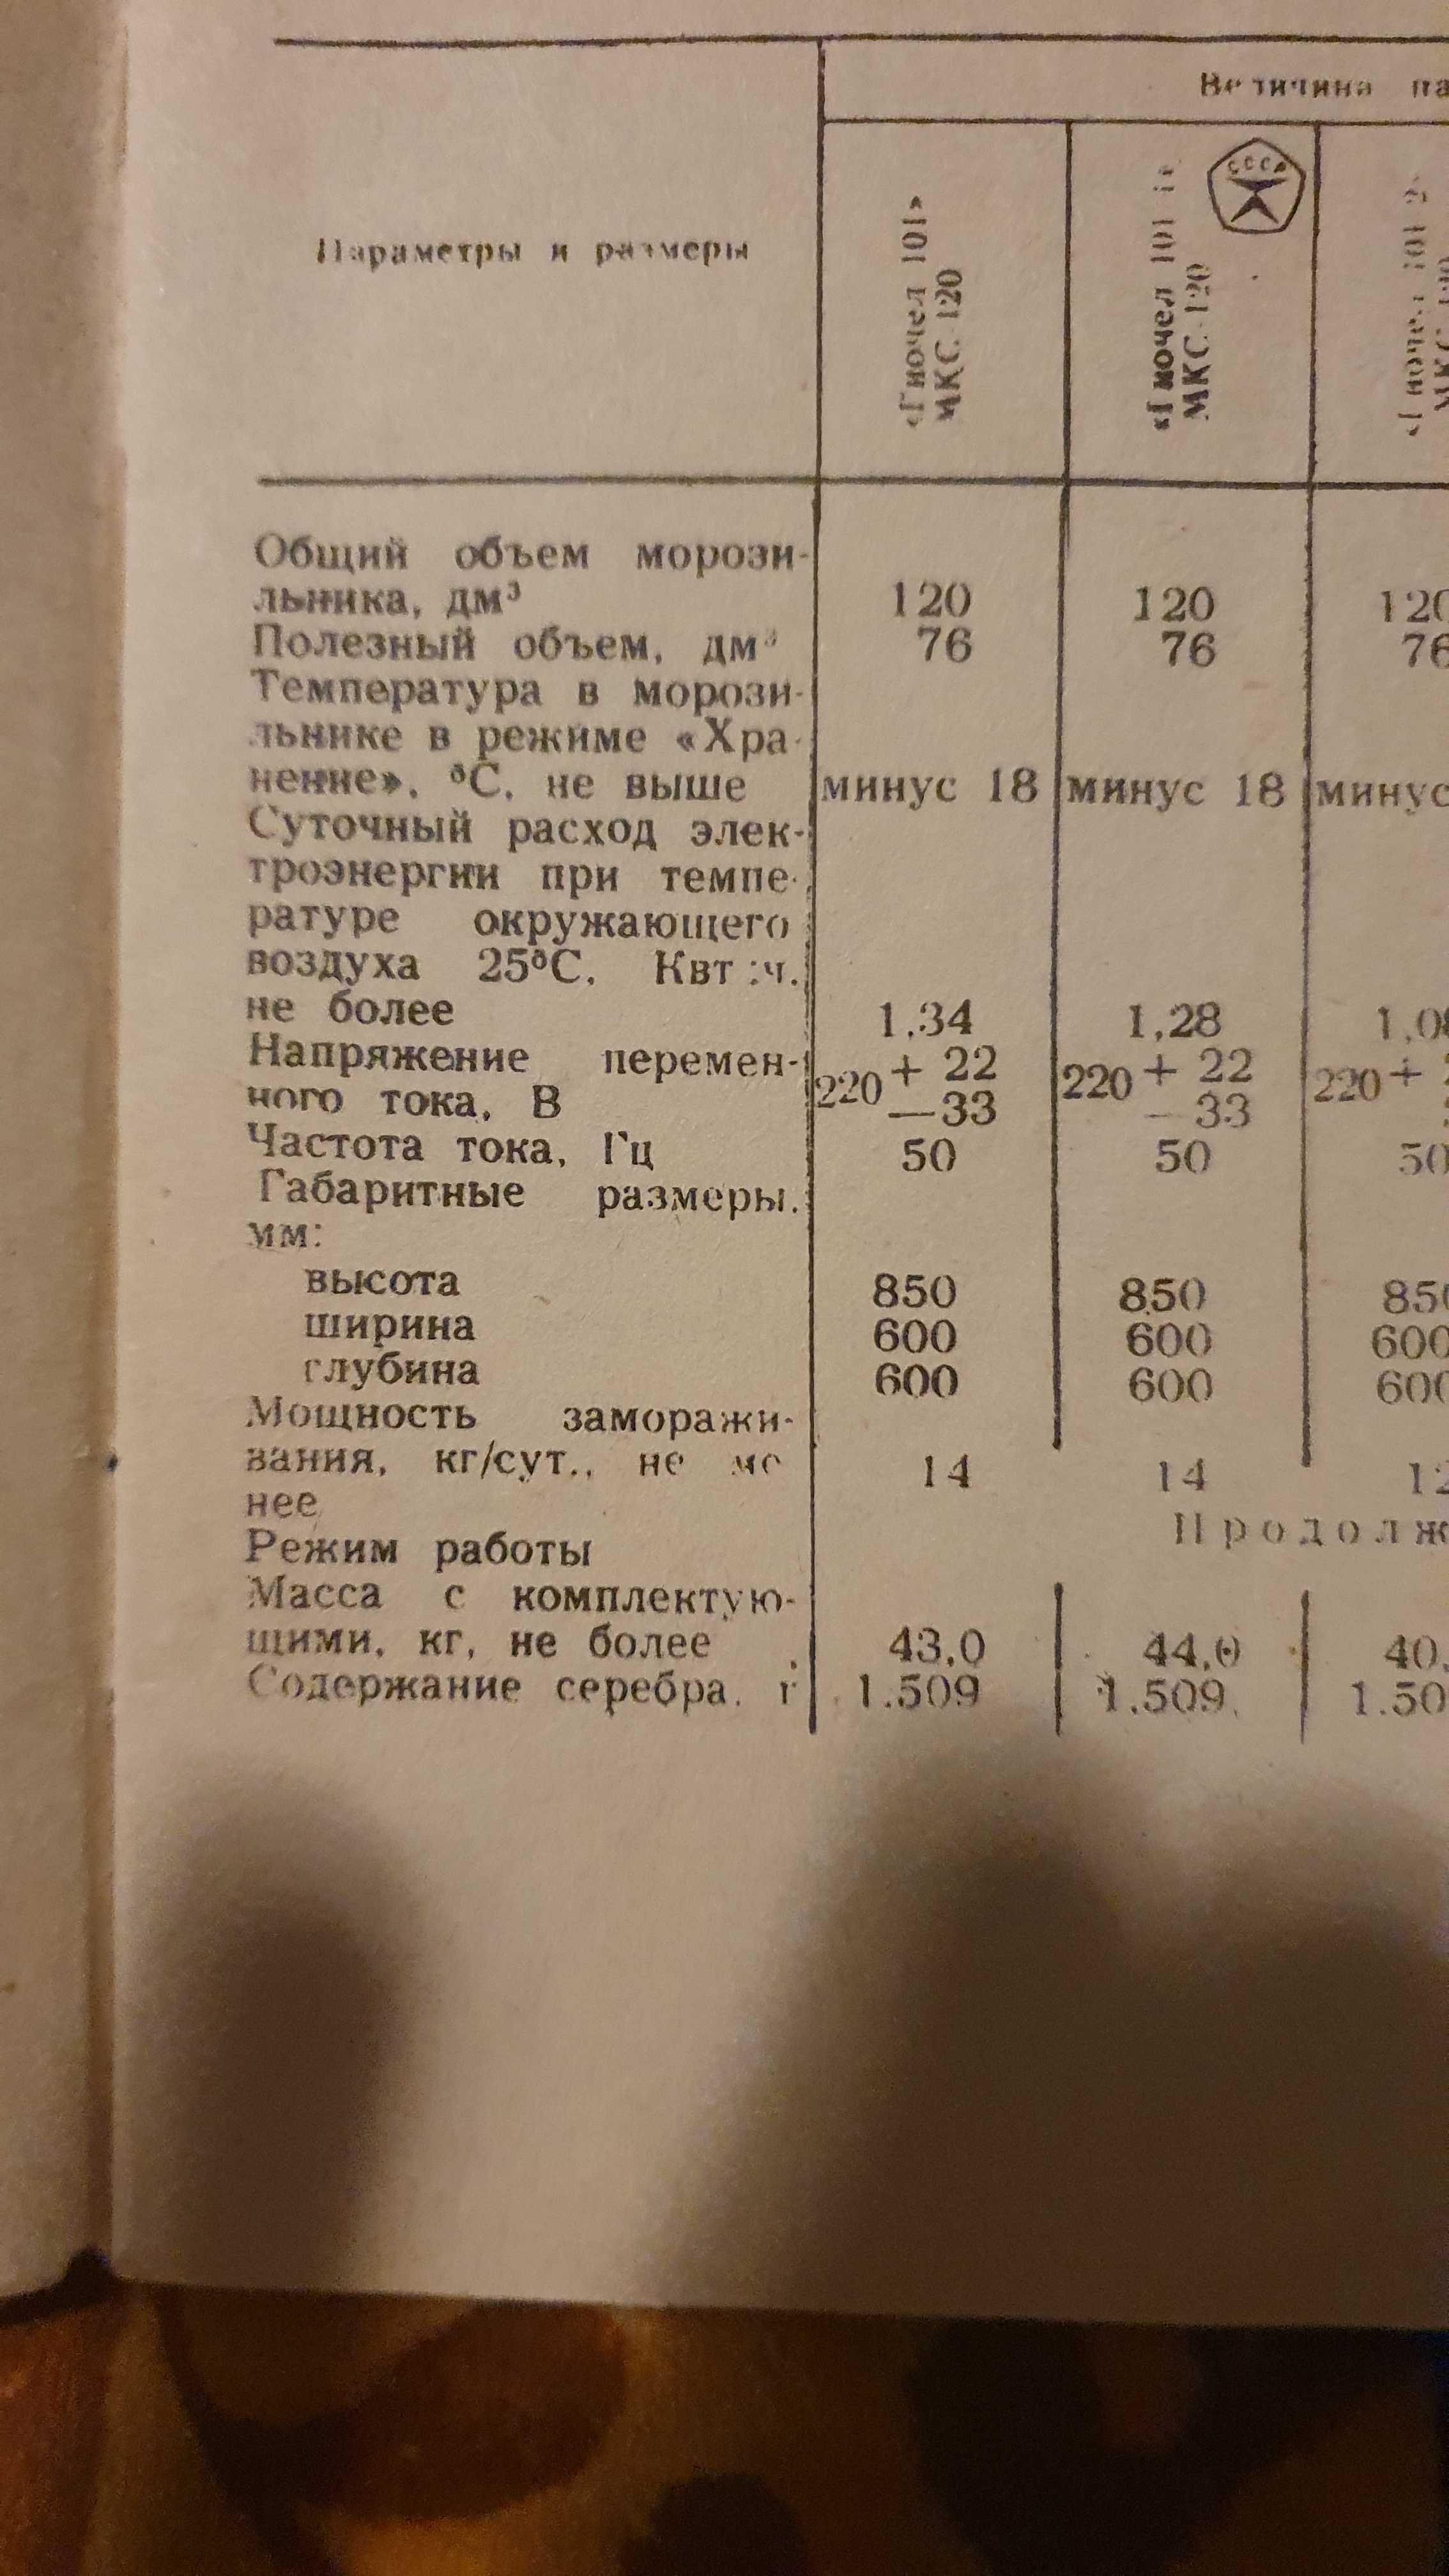 Величина
Параметры и размеры
«Гиочел 101»
МКС-120
«Гиочел 101
МКС-120
СССР
Общий объем морози-
льника, дм³ 120 120 120
Полезный объем, дм³ 76 76 76
Температура в морози-
льнике в режиме «Хра-
нение», °С, не выше минус 18 минус 18 минус
Суточный расход элек-
троэнергии при темпе-
ратуре окружающего
воздуха 25°С, Квт:ч,
не более 1.34 1,28
Напряжение перемен- + 22 + 22 +
ного тока, В 220 —33 220 —33 220
Частота тока, Гц 50 50 50
Габаритные размеры,
мм:
высота 850 850 850
ширина 600 600 600
глубина 600 600 600
Мощность заморажи-
вания, кг/сут., не ме 14 14 12
нее
Продолж
Режим работы
Масса с комплектую-
щими, кг, не более 43,0 44,0 40,
Содержание серебра, г 1.509 1.509. 1.50